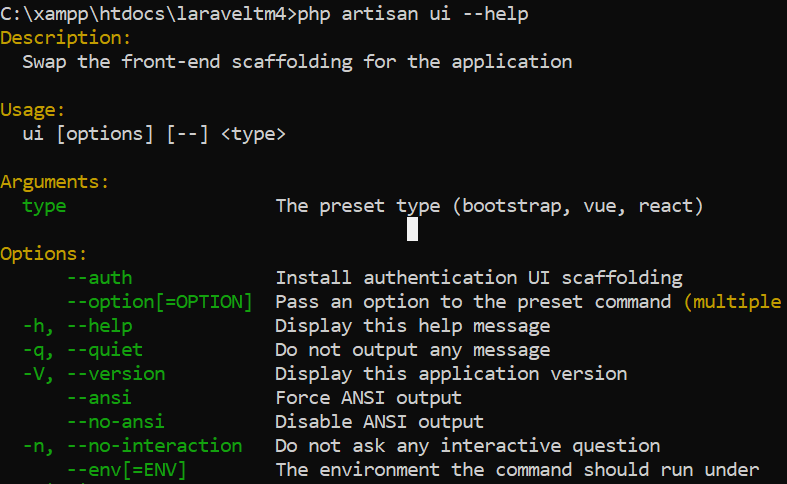 C:\xampp\htdocs\laraveltm4>php artisan ui --help
Description:
  Swap the front-end scaffolding for the application

Usage:
  ui [options] [--] <type>

Arguments:
  type                   The preset type (bootstrap, vue, react)

Options:
      --auth             Install authentication UI scaffolding
      --option[=OPTION]  Pass an option to the preset command (multiple
  -h, --help             Display this help message
  -q, --quiet            Do not output any message
  -V, --version          Display this application version
      --ansi             Force ANSI output
      --no-ansi          Disable ANSI output
  -n, --no-interaction   Do not ask any interactive question
      --env[=ENV]        The environment the command should run under